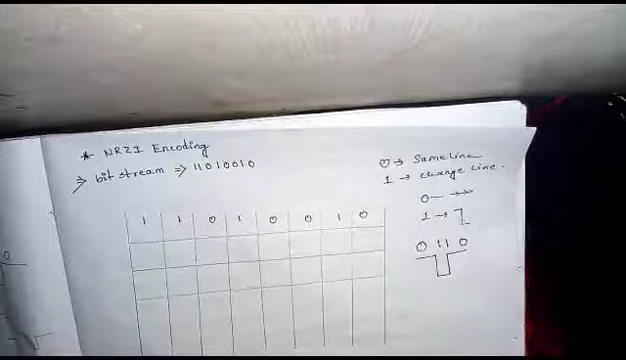 * NRZI Encoding
⇒ bit stream ⇒ 11010010
1 1 0 1 0 0 1 0
0 → Same line
1 → change line.
0 —
1 →
0 1 1 0
0